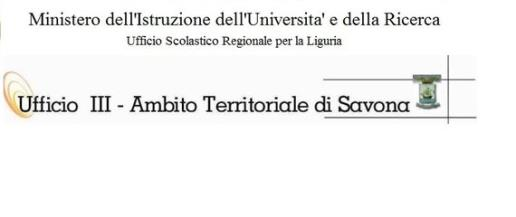 Ministero dell'Istruzione dell'Universita' e della Ricerca
Ufficio Scolastico Regionale per la Liguria
Ufficio III - Ambito Territoriale di Savona